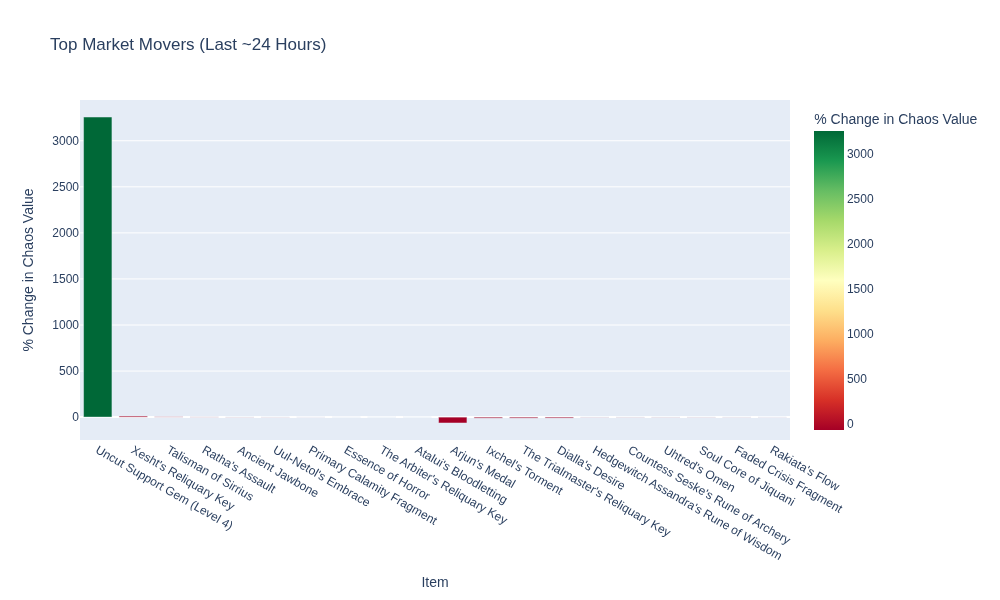 Top Market Movers (Last ~24 Hours)
% Change in Chaos Value
3000
2500
2000
1500
1000
500
0
% Change in Chaos Value
3000
2500
2000
1500
1000
500
0
Uncut Support Gem (Level 4)
Xesht's Reliquary Key
Talisman of Sirrius
Ratha's Assault
Ancient Jawbone
Uul-Netol's Embrace
Primary Calamity Fragment
Essence of Horror
The Arbiter's Reliquary Key
Atalui's Bloodletting
Arjun's Medal
Ixchel's Torment
The Trialmaster's Reliquary Key
Dialla's Desire
Hedgewitch Assandra's Rune of Wisdom
Countess Seske's Rune of Archery
Uhtred's Omen
Soul Core of Jiquani
Faded Crisis Fragment
Rakiata's Flow
Item